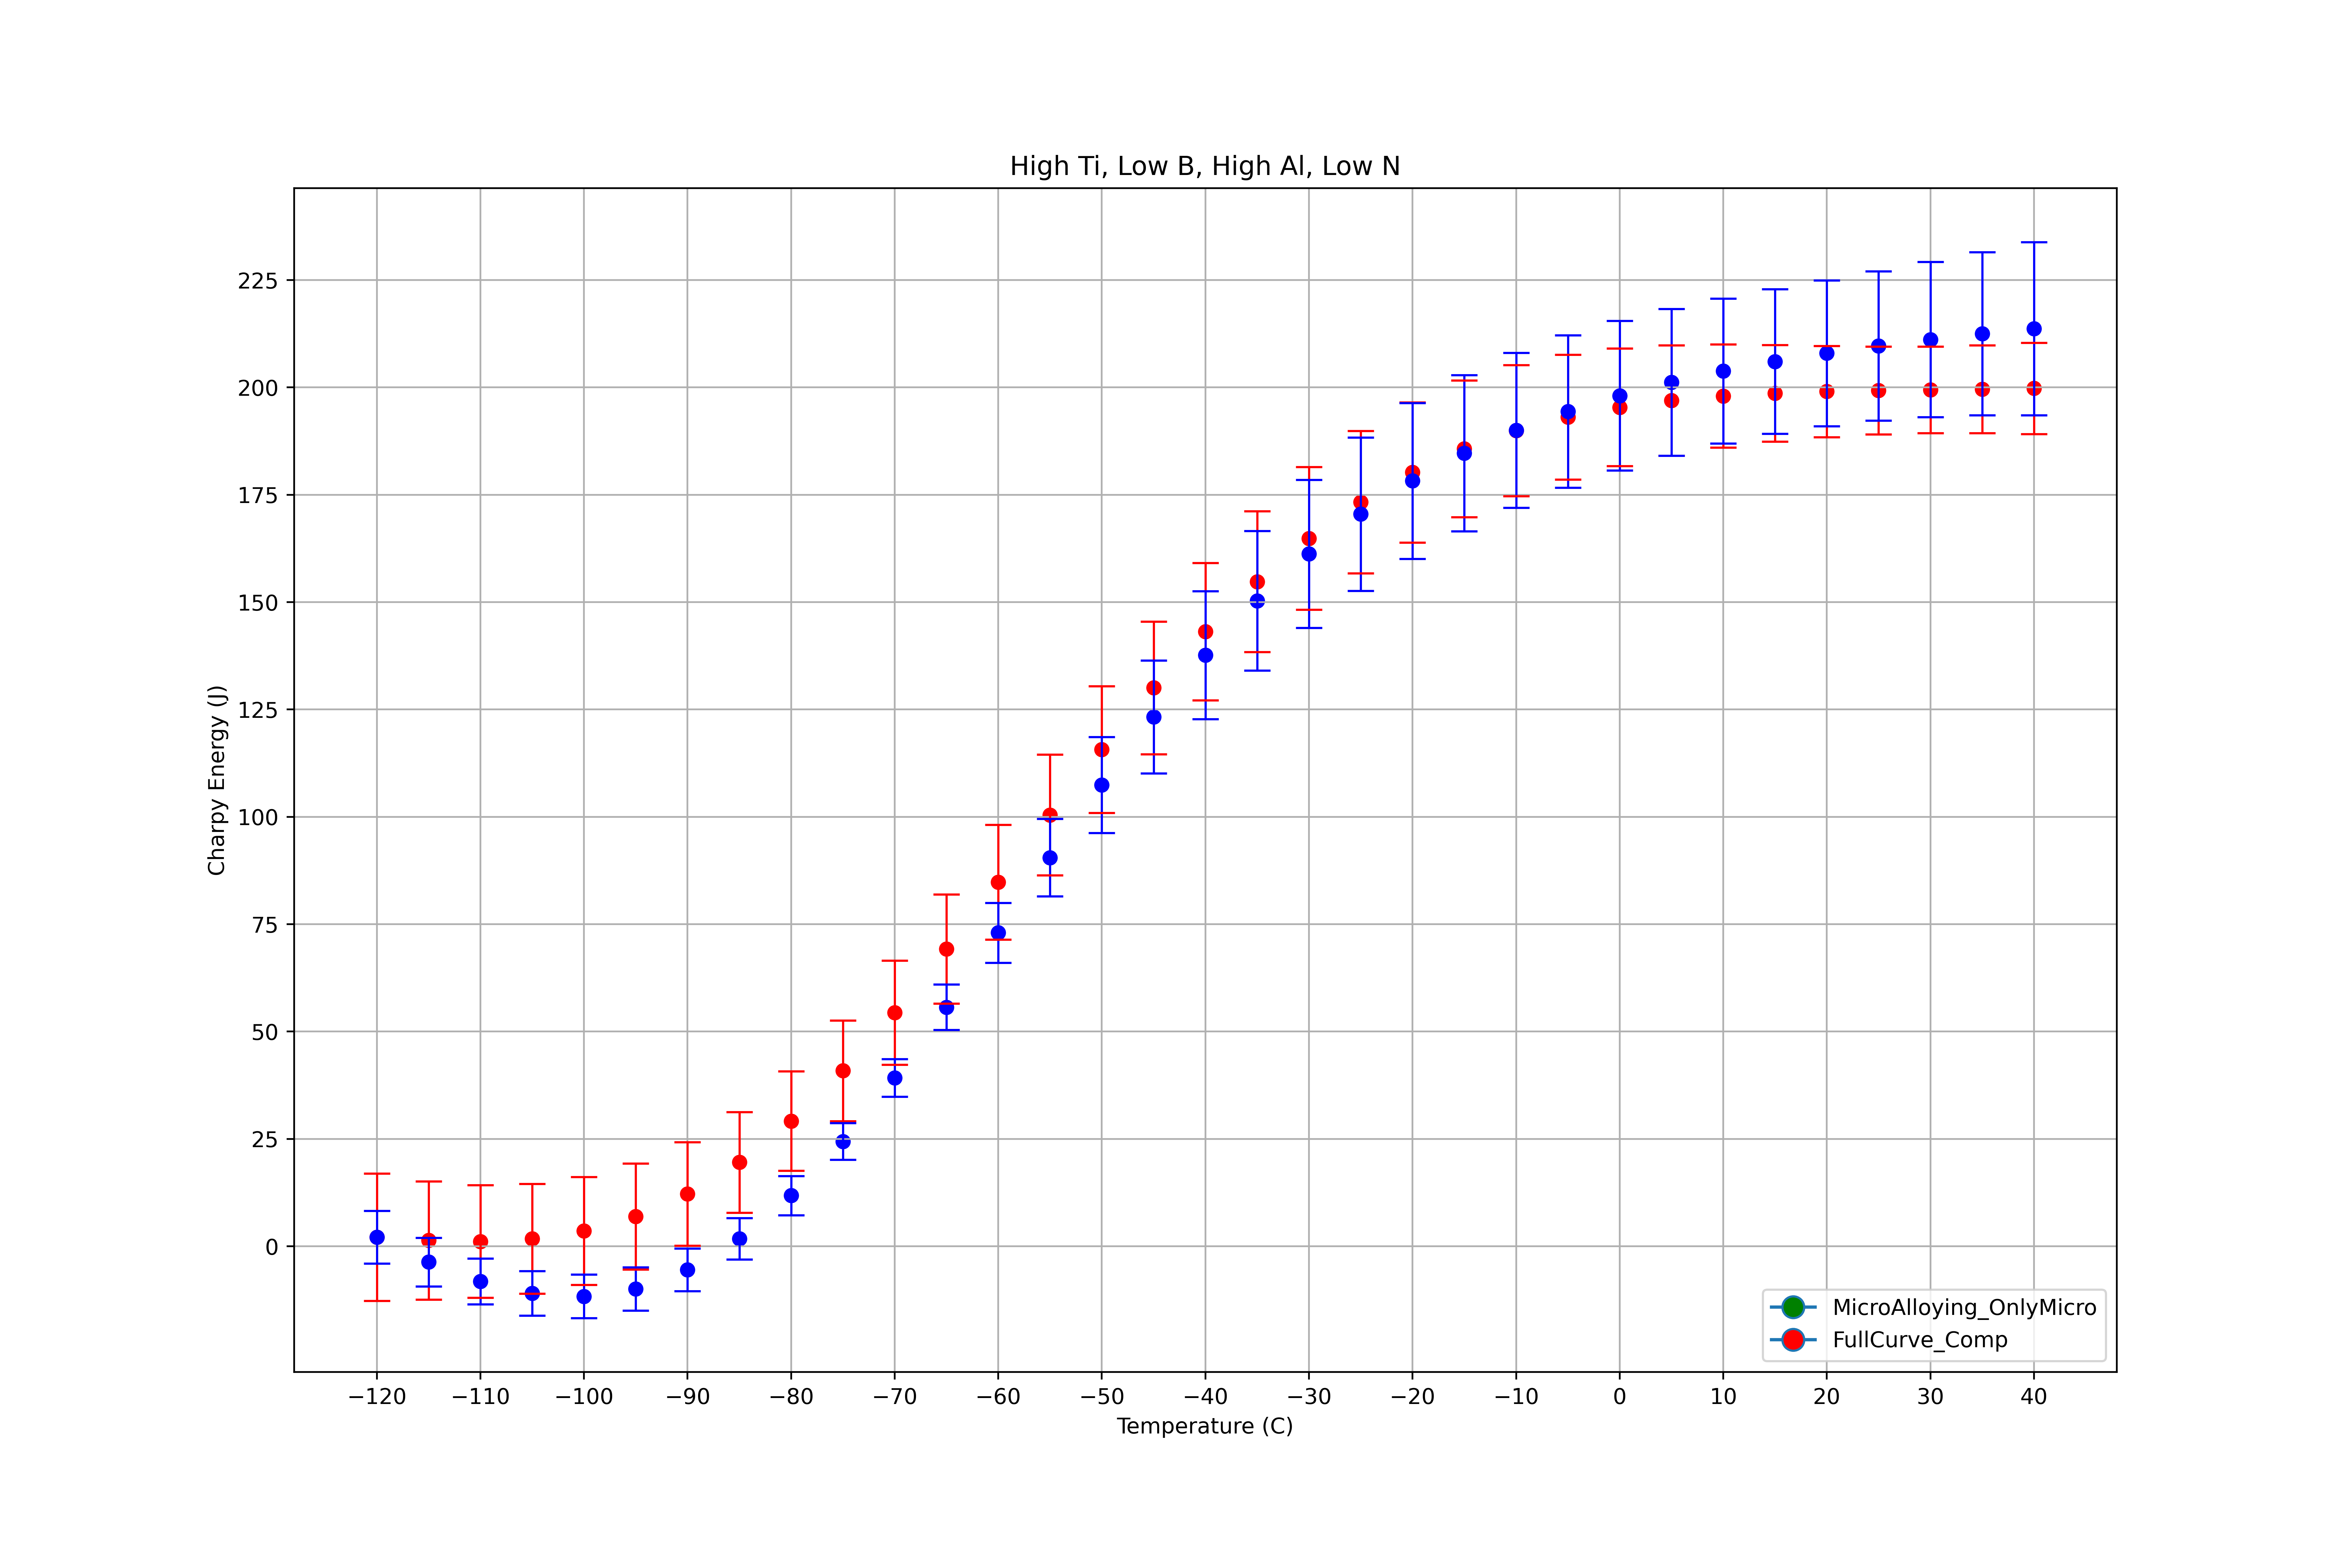 High Ti, Low B, High Al, Low N
Charpy Energy (J)
225
200
175
150
125
100
75
50
25
0
−120 −110 −100 −90 −80 −70 −60 −50 −40 −30 −20 −10 0 10 20 30 40
Temperature (C)
MicroAlloying_OnlyMicro
FullCurve_Comp